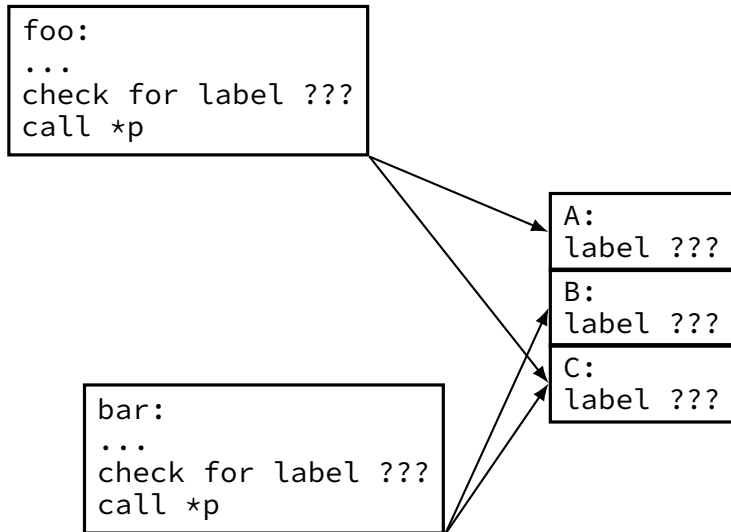 foo:
...
check for label ???
call *p
A:
label ???
B:
label ???
C:
label ???
bar:
...
check for label ???
call *p